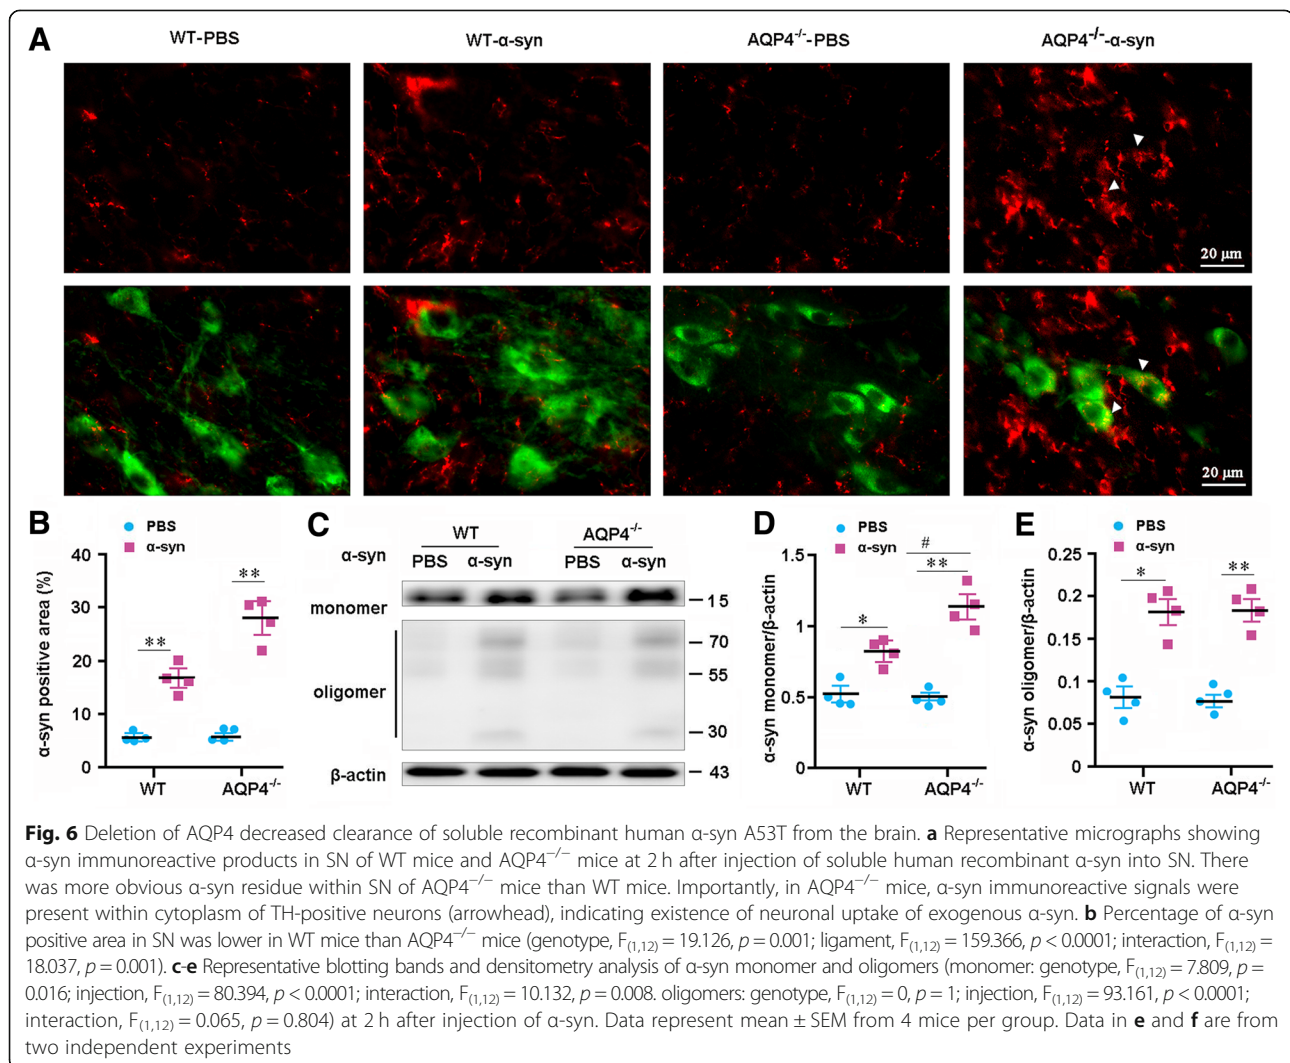 A
WT-PBS
WT-α-syn
AQP4-/--PBS
AQP4-/--α-syn
20 μm
20 μm
B
PBS
α-syn
α-syn positive area (%)
40
30
20
10
0
**
**
WT
AQP4-/-
C
WT
AQP4-/-
α-syn
PBS
α-syn
PBS
α-syn
monomer
15
oligomer
70
55
30
β-actin
43
D
PBS
α-syn
α-syn monomer/β-actin
1.5
1
0.5
0
*
#
**
WT
AQP4-/-
E
PBS
α-syn
α-syn oligomer/β-actin
0.25
0.2
0.15
0.1
0.05
0
*
**
WT
AQP4-/-
Fig. 6 Deletion of AQP4 decreased clearance of soluble recombinant human α-syn A53T from the brain. a Representative micrographs showing
α-syn immunoreactive products in SN of WT mice and AQP4−/− mice at 2 h after injection of soluble human recombinant α-syn into SN. There
was more obvious α-syn residue within SN of AQP4−/− mice than WT mice. Importantly, in AQP4−/− mice, α-syn immunoreactive signals were
present within cytoplasm of TH-positive neurons (arrowhead), indicating existence of neuronal uptake of exogenous α-syn. b Percentage of α-syn
positive area in SN was lower in WT mice than AQP4−/− mice (genotype, F(1,12) = 19.126, p = 0.001; ligament, F(1,12) = 159.366, p < 0.0001; interaction, F(1,12) =
18.037, p = 0.001). c-e Representative blotting bands and densitometry analysis of α-syn monomer and oligomers (monomer: genotype, F(1,12) = 7.809, p =
0.016; injection, F(1,12) = 80.394, p < 0.0001; interaction, F(1,12) = 10.132, p = 0.008. oligomers: genotype, F(1,12) = 0, p = 1; injection, F(1,12) = 93.161, p < 0.0001;
interaction, F(1,12) = 0.065, p = 0.804) at 2 h after injection of α-syn. Data represent mean ± SEM from 4 mice per group. Data in e and f are from
two independent experiments